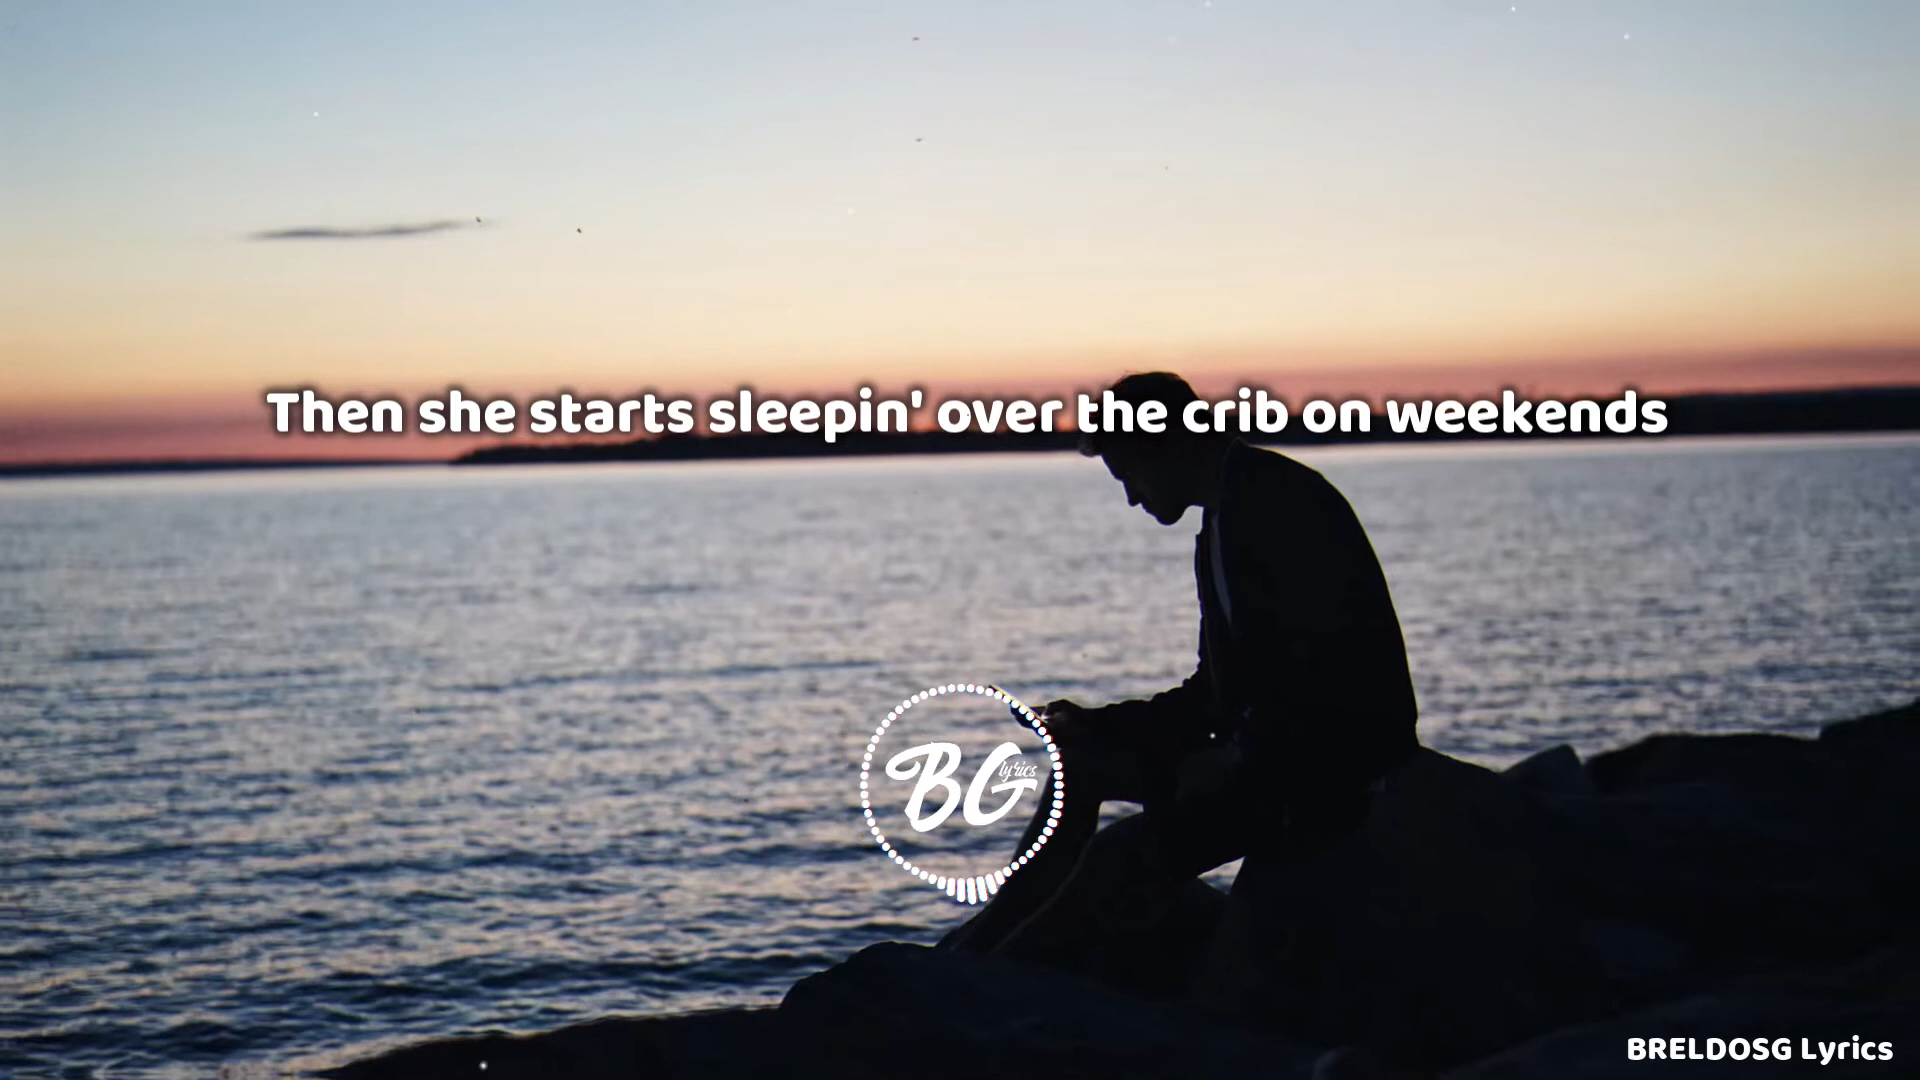 Then she starts sleepin' over the crib on weekends
BG
lyrics
BRELDOSG Lyrics